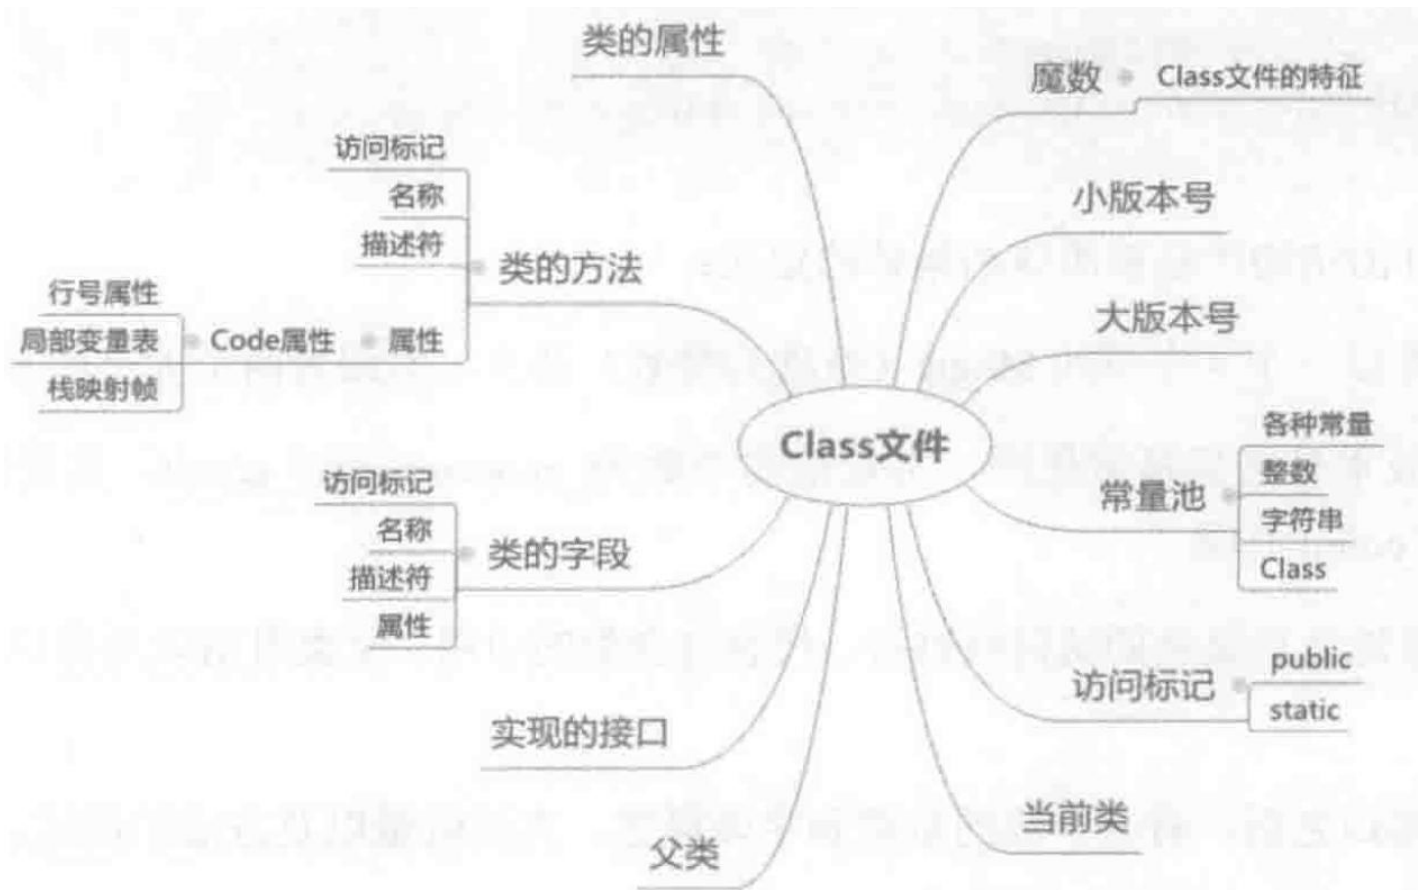 Class文件
魔数
Class文件的特征
小版本号
大版本号
常量池
各种常量
整数
字符串
Class
访问标记
public
static
当前类
父类
实现的接口
类的字段
访问标记
名称
描述符
属性
类的方法
访问标记
名称
描述符
属性
Code属性
行号属性
局部变量表
栈映射帧
类的属性